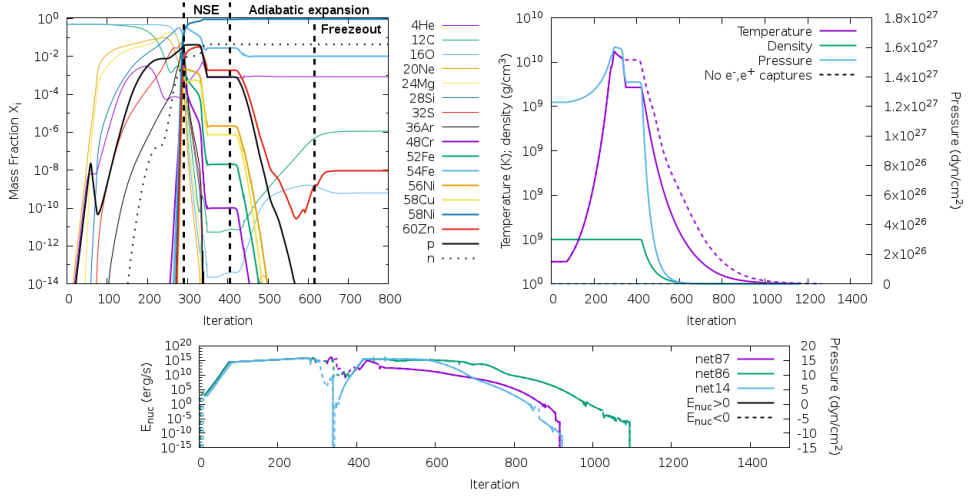 NSE Adiabatic expansion
Freezeout
10^0
10^-2
10^-4
10^-6
10^-8
10^-10
10^-12
10^-14
Mass Fraction X_i
0 100 200 300 400 500 600 700 800
Iteration
4He
12C
16O
20Ne
24Mg
28Si
32S
36Ar
48Cr
52Fe
54Fe
56Ni
58Cu
58Ni
60Zn
p
n
10^10
10^10
10^9
10^9
10^9
10^0
Temperature (K); density (g/cm^3)
Temperature
Density
Pressure
No e^-,e^+ captures
1.8x10^27
1.6x10^27
1.4x10^27
1.2x10^27
1x10^27
8x10^26
6x10^26
4x10^26
2x10^26
0
Pressure (dyn/cm^2)
0 200 400 600 800 1000 1200 1400
Iteration
10^20
10^15
10^10
10^5
10^0
10^-5
10^-10
10^-15
E_nuc (erg/s)
net87
net86
net14
E_nuc>0
E_nuc<0
20
15
10
5
0
-5
-10
-15
Pressure (dyn/cm^2)
0 200 400 600 800 1000 1200 1400
Iteration